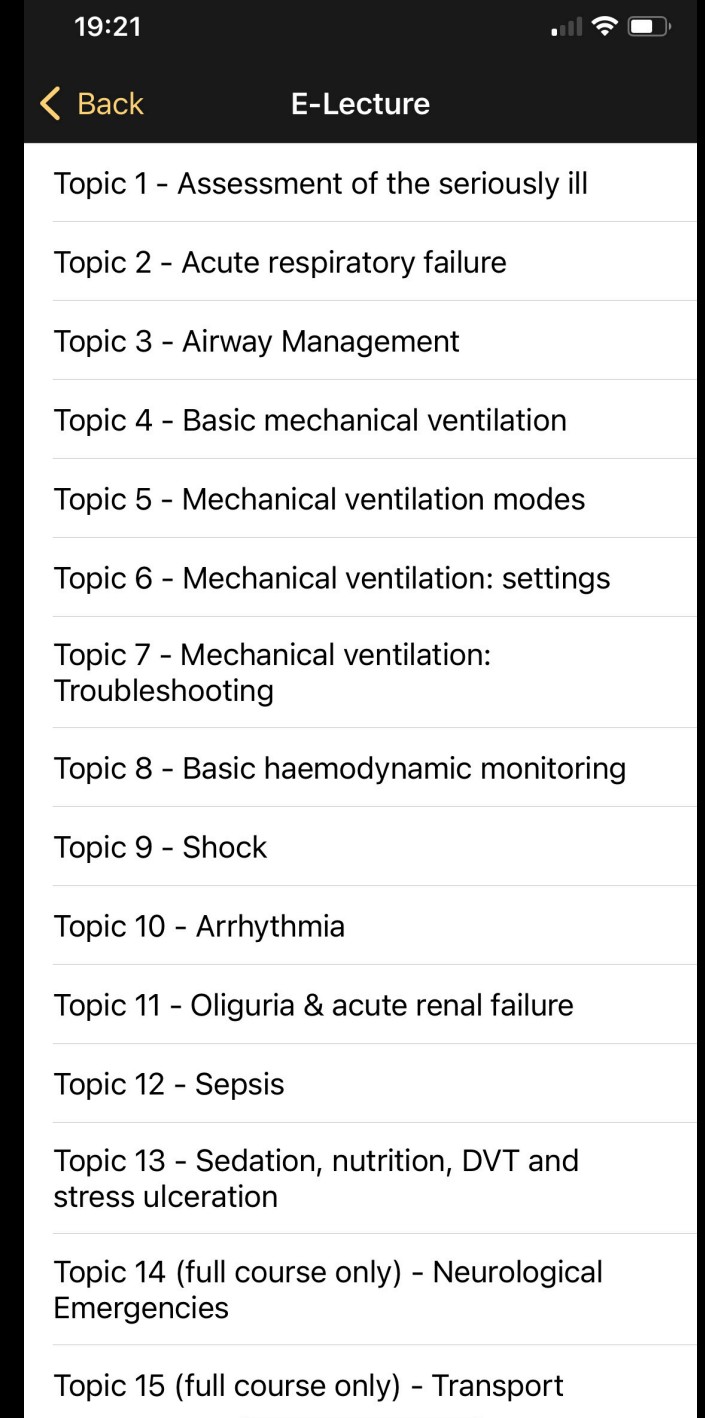 19:21
Back
E-Lecture
Topic 1 - Assessment of the seriously ill
Topic 2 - Acute respiratory failure
Topic 3 - Airway Management
Topic 4 - Basic mechanical ventilation
Topic 5 - Mechanical ventilation modes
Topic 6 - Mechanical ventilation: settings
Topic 7 - Mechanical ventilation:
Troubleshooting
Topic 8 - Basic haemodynamic monitoring
Topic 9 - Shock
Topic 10 - Arrhythmia
Topic 11 - Oliguria & acute renal failure
Topic 12 - Sepsis
Topic 13 - Sedation, nutrition, DVT and
stress ulceration
Topic 14 (full course only) - Neurological
Emergencies
Topic 15 (full course only) - Transport